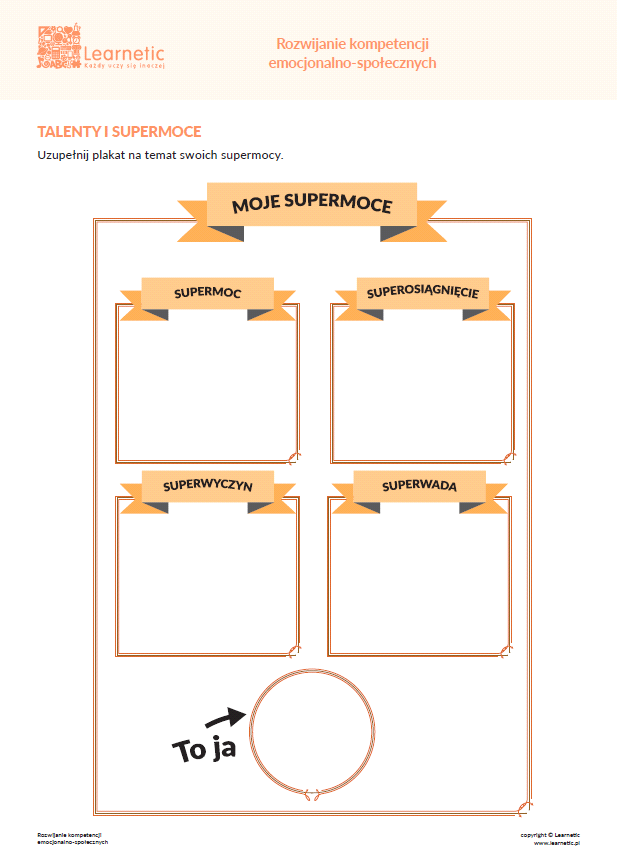 Learnetic
Każdy uczy się inaczej
Rozwijanie kompetencji
emocjonalno-społecznych
TALENTY I SUPERMOCE
Uzupełnij plakat na temat swoich supermocy.
MOJE SUPERMOCE
SUPERMOC
SUPEROSIĄGNIĘCIE
SUPERWYCZYN
SUPERWADA
To ja
Rozwijanie kompetencji
emocjonalno-społecznych
copyright © Learnetic
www.learnetic.pl